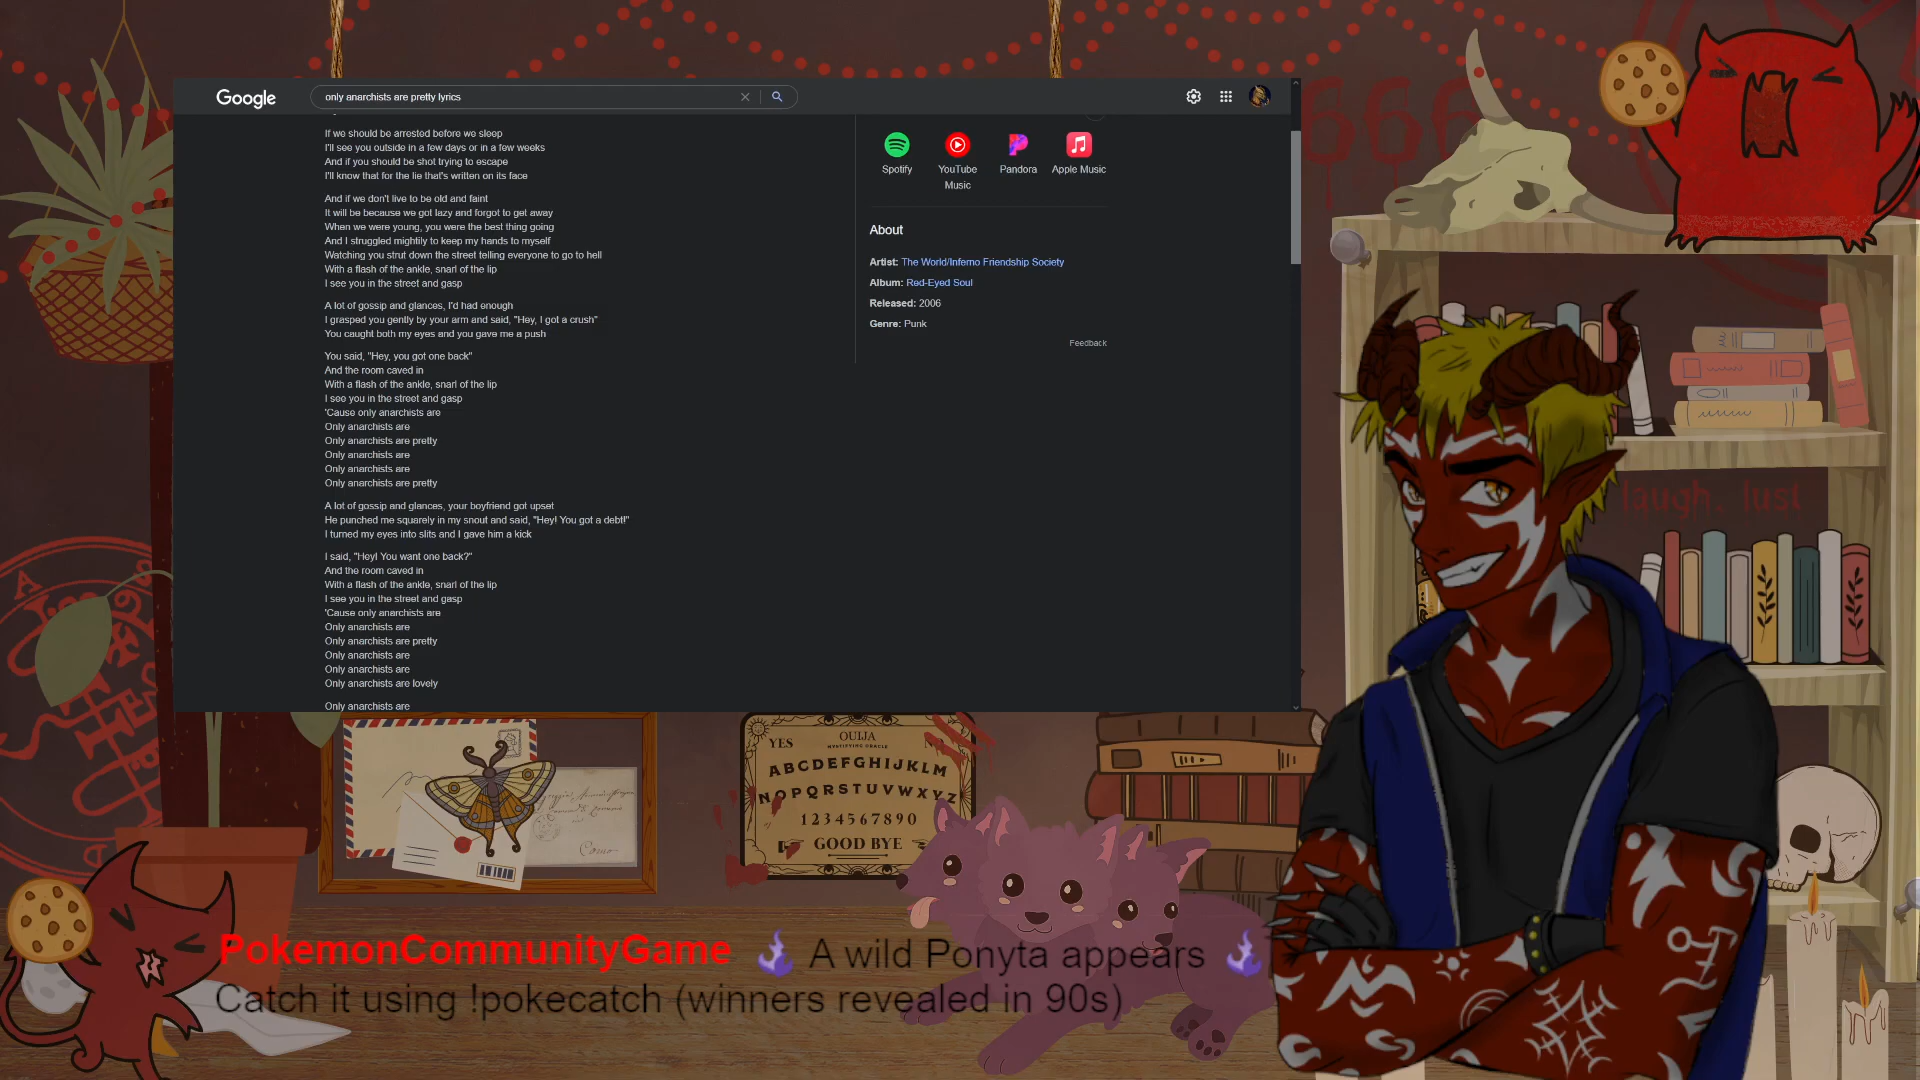 Google
only anarchists are pretty lyrics
If we should be arrested before we sleep
I'll see you outside in a few days or in a few weeks
And if you should be shot trying to escape
I'll know that for the lie that's written on its face
And if we don't live to be old and faint
It will be because we got lazy and forgot to get away
When we were young, you were the best thing going
And I struggled mightily to keep my hands to myself
Watching you strut down the street telling everyone to go to hell
With a flash of the ankle, snarl of the lip
I see you in the street and gasp
A lot of gossip and glances, I'd had enough
I grasped you gently by your arm and said, "Hey, I got a crush"
You caught both my eyes and you gave me a push
You said, "Hey, you got one back"
And the room caved in
With a flash of the ankle, snarl of the lip
I see you in the street and gasp
'Cause only anarchists are
Only anarchists are
Only anarchists are pretty
Only anarchists are
Only anarchists are
Only anarchists are pretty
A lot of gossip and glances, your boyfriend got upset
He punched me squarely in my snout and said, "Hey! You got a debt!"
I turned my eyes into slits and I gave him a kick
I said, "Hey! You want one back?"
And the room caved in
With a flash of the ankle, snarl of the lip
I see you in the street and gasp
'Cause only anarchists are
Only anarchists are
Only anarchists are pretty
Only anarchists are
Only anarchists are
Only anarchists are lovely
Only anarchists are
Spotify
YouTube Music
Pandora
Apple Music
About
Artist: The World/Inferno Friendship Society
Album: Red-Eyed Soul
Released: 2006
Genre: Punk
Feedback
666
laugh, lust
YES
OUIJA
MYSTIFYING ORACLE
ABCDEFGHIJKLM
NOPQRSTUVWXYZ
1234567890
GOOD BYE
PokemonCommunityGame A wild Ponyta appears
Catch it using !pokecatch (winners revealed in 90s)